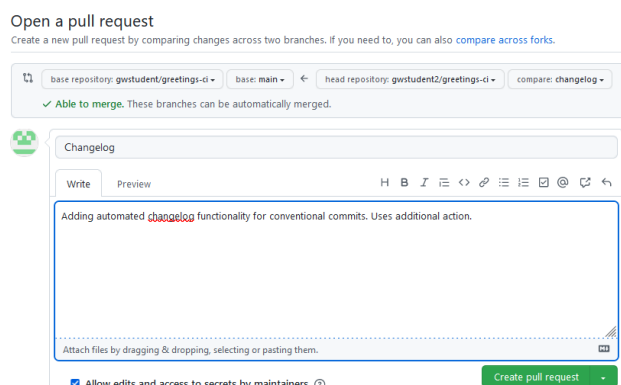 Open a pull request
Create a new pull request by comparing changes across two branches. If you need to, you can also compare across forks.
base repository: gwstudent/greetings-ci base: main ← head repository: gwstudent2/greetings-ci compare: changelog
✓ Able to merge. These branches can be automatically merged.
Changelog
Write Preview
Adding automated changelog functionality for conventional commits. Uses additional action.
Attach files by dragging & dropping, selecting or pasting them.
Allow edits and access to secrets by maintainers
Create pull request